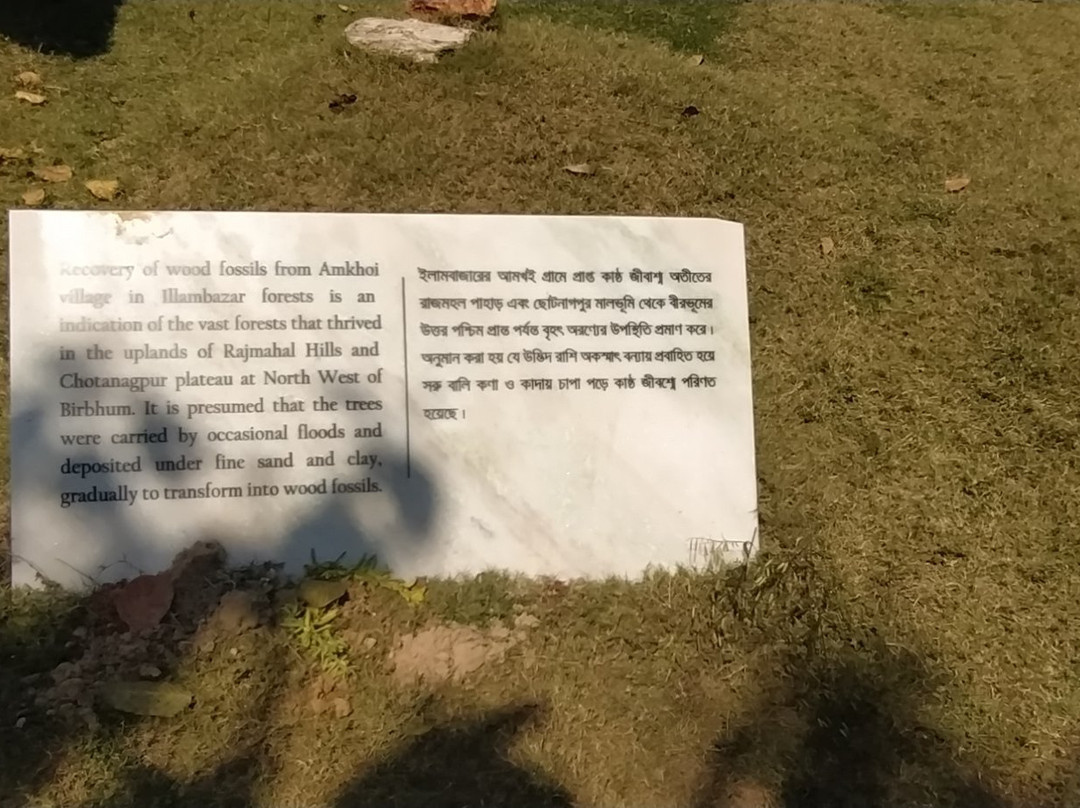 Recovery of wood fossils from Amkhoi
village in Illambazar forests is an
indication of the vast forests that thrived
in the uplands of Rajmahal Hills and
Chotanagpur plateau at North West of
Birbhum. It is presumed that the trees
were carried by occasional floods and
deposited under fine sand and clay,
gradually to transform into wood fossils.
ইলামবাজারের আমখই গ্রামে প্রাপ্ত কাষ্ঠ জীবাশ্ম অতীতের
রাজমহল পাহাড় এবং ছোটনাগপুর মালভূমি থেকে বীরভূমের
উত্তর পশ্চিম প্রান্ত পর্যন্ত বৃহৎ অরণ্যের উপস্থিতি প্রমাণ করে।
অনুমান করা হয় যে উদ্ভিদ রাশি অকস্মাৎ বন্যায় প্রবাহিত হয়ে
সরু বালি কণা ও কাদায় চাপা পড়ে কাষ্ঠ জীবশ্মে পরিণত
হয়েছে।